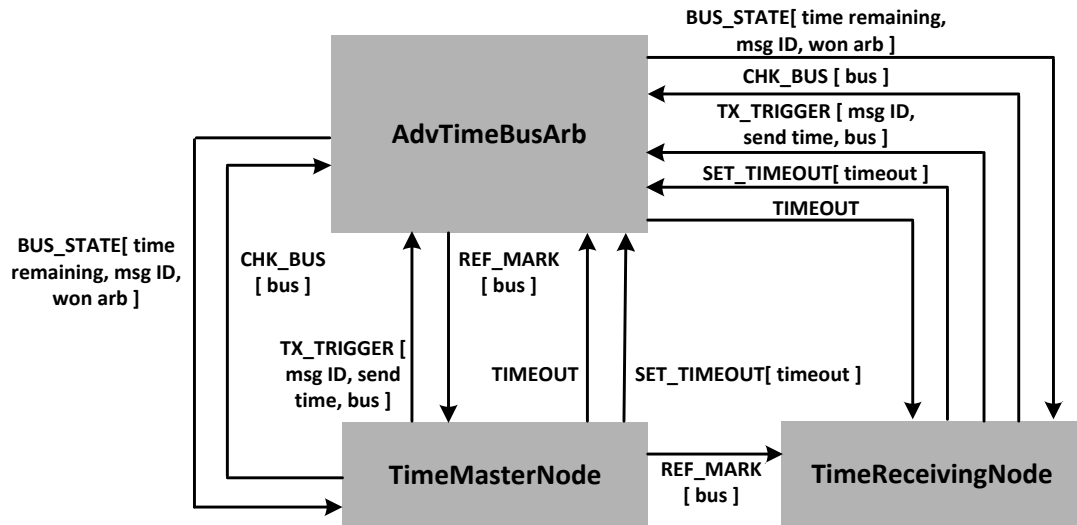 BUS_STATE[ time remaining,
msg ID, won arb ]
CHK_BUS [ bus ]
TX_TRIGGER [ msg ID,
send time, bus ]
SET_TIMEOUT[ timeout ]
TIMEOUT
AdvTimeBusArb
BUS_STATE[ time
remaining, msg ID,
won arb ]
CHK_BUS
[ bus ]
REF_MARK
[ bus ]
TX_TRIGGER [
msg ID, send
time, bus ]
TIMEOUT
SET_TIMEOUT[ timeout ]
TimeMasterNode
REF_MARK
[ bus ]
TimeReceivingNode